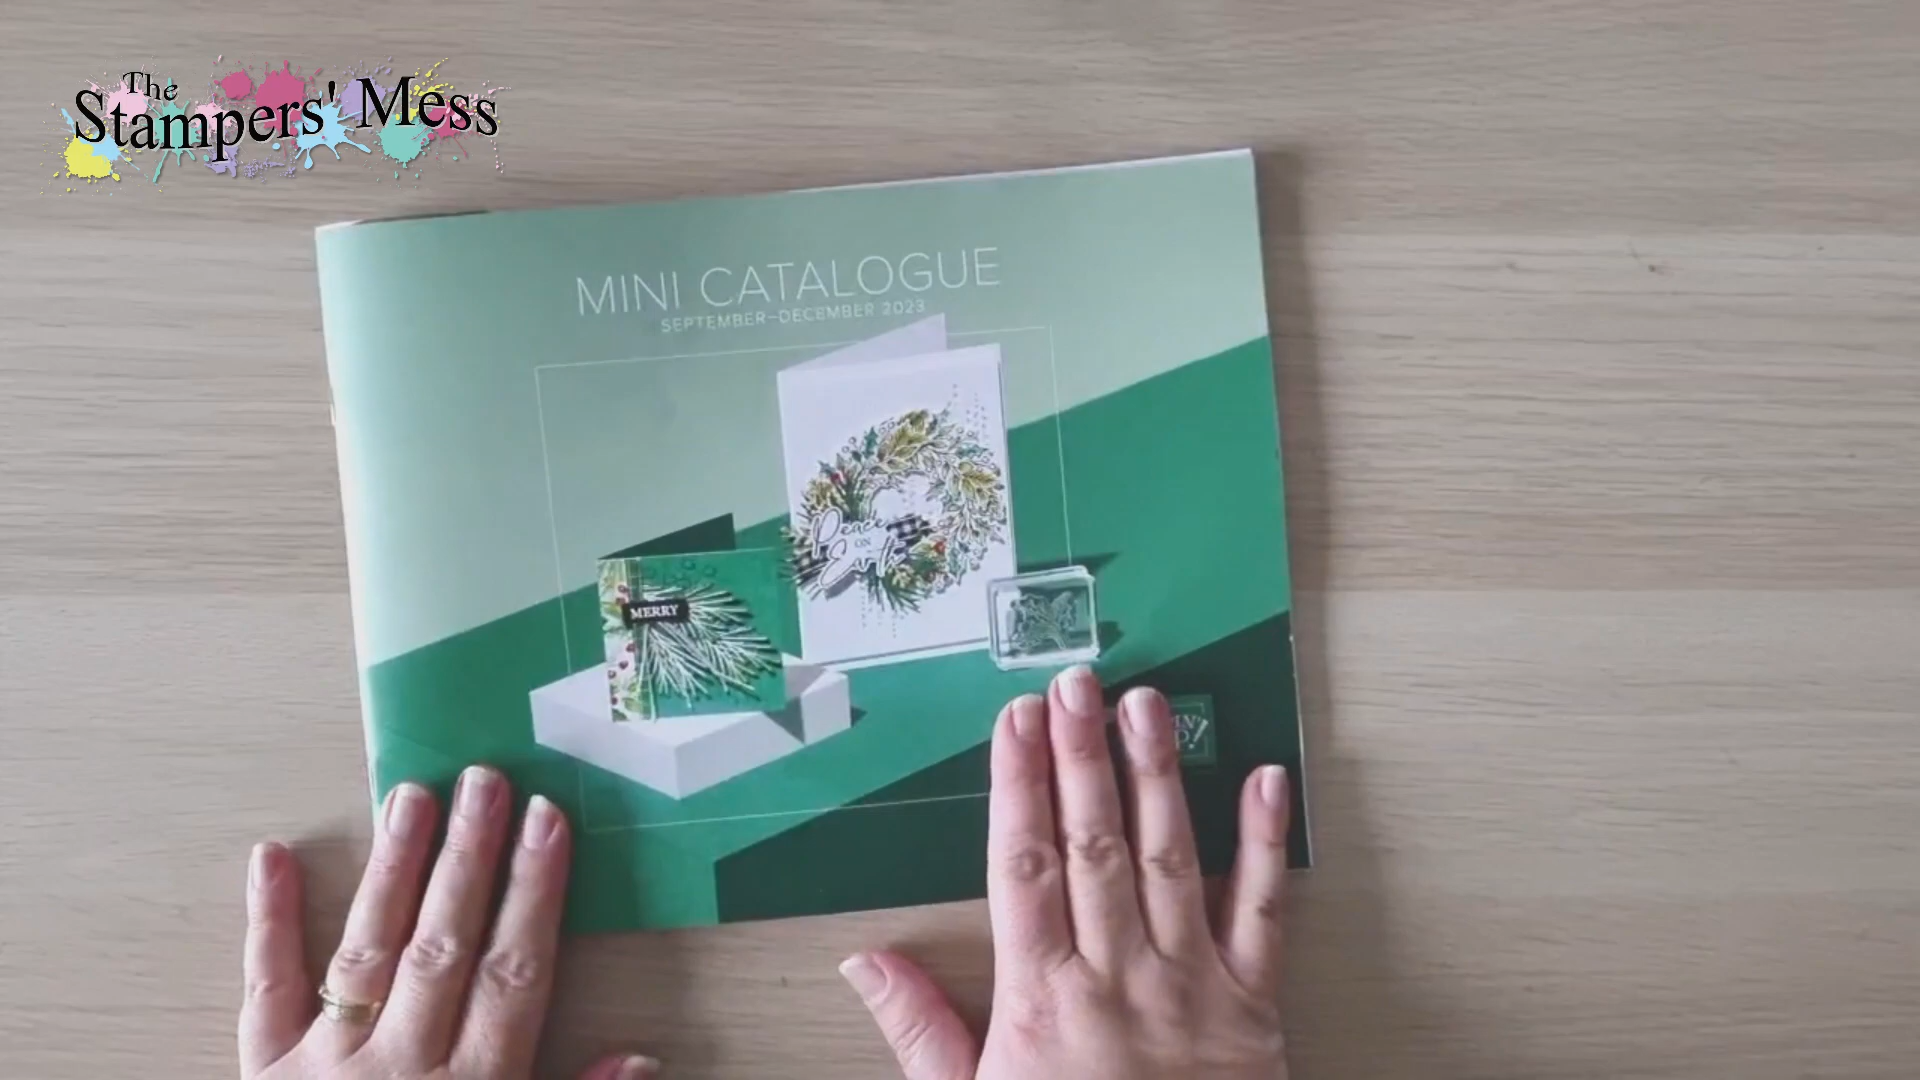 The
Stampers' Mess
MINI CATALOGUE
SEPTEMBER–DECEMBER 2023
Peace
ON
Earth
MERRY